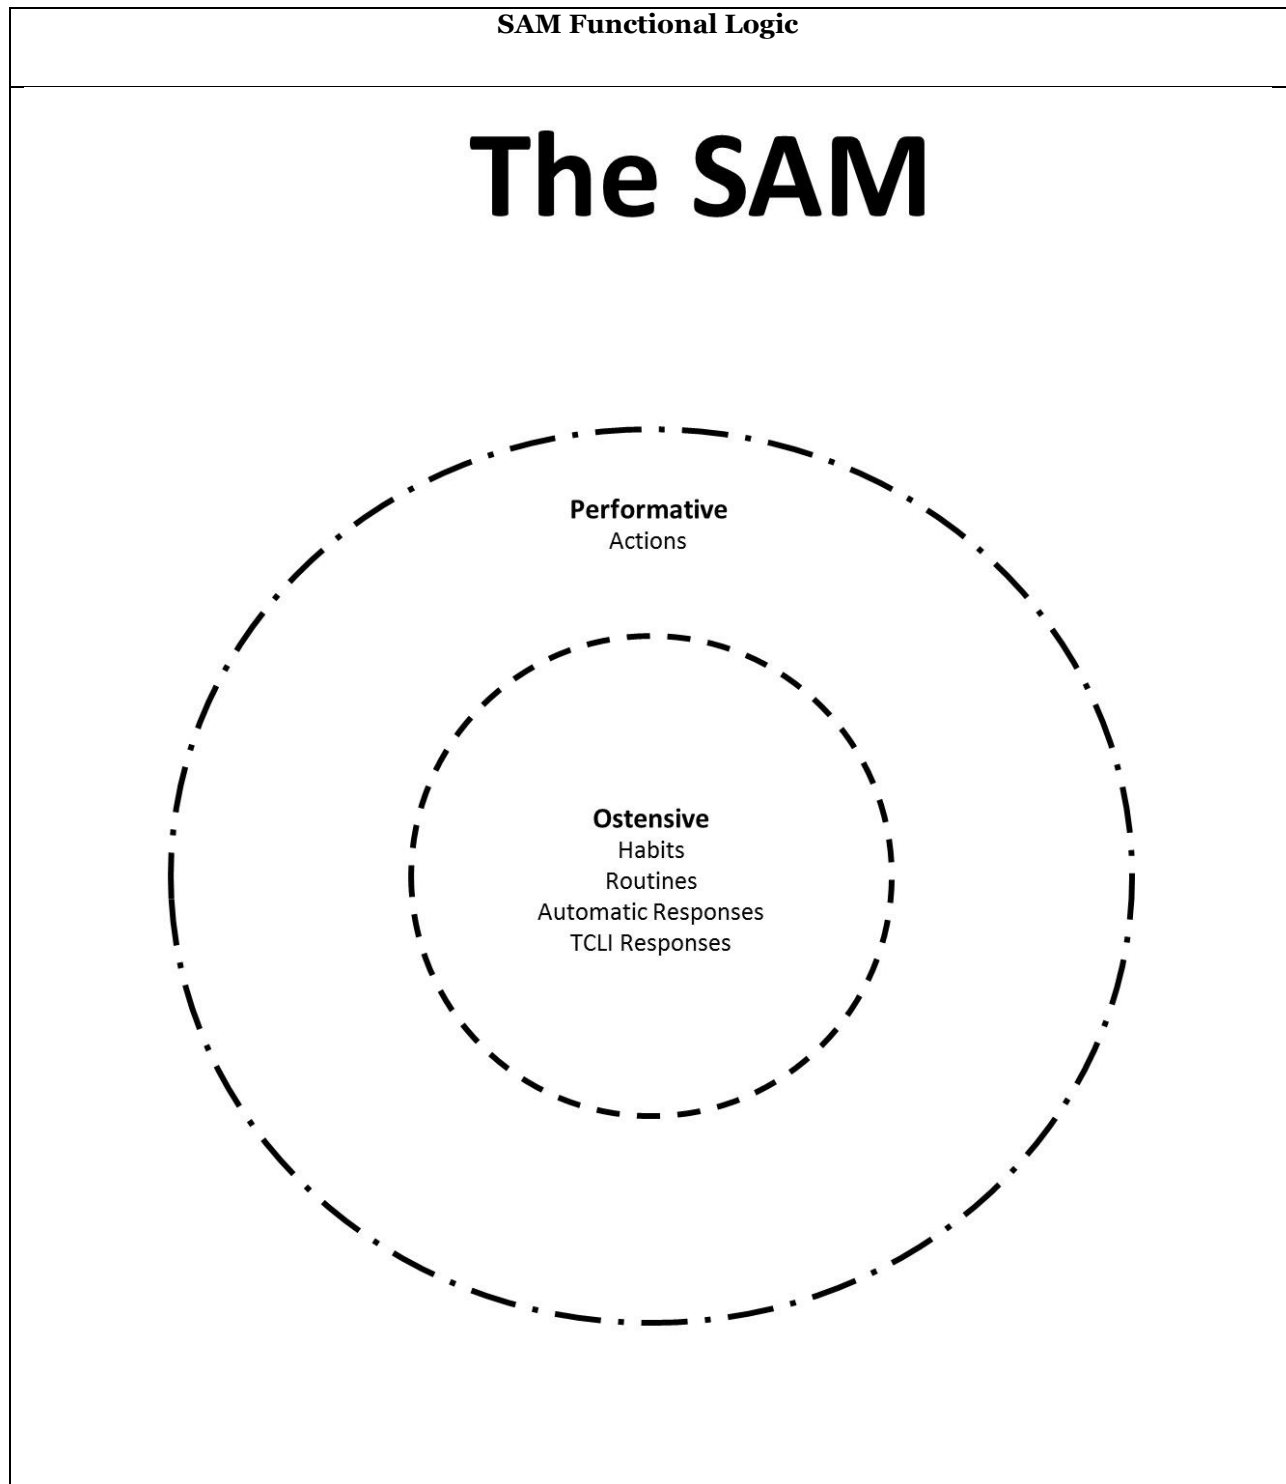 SAM Functional Logic
The SAM
Performative
Actions
Ostensive
Habits
Routines
Automatic Responses
TCLI Responses